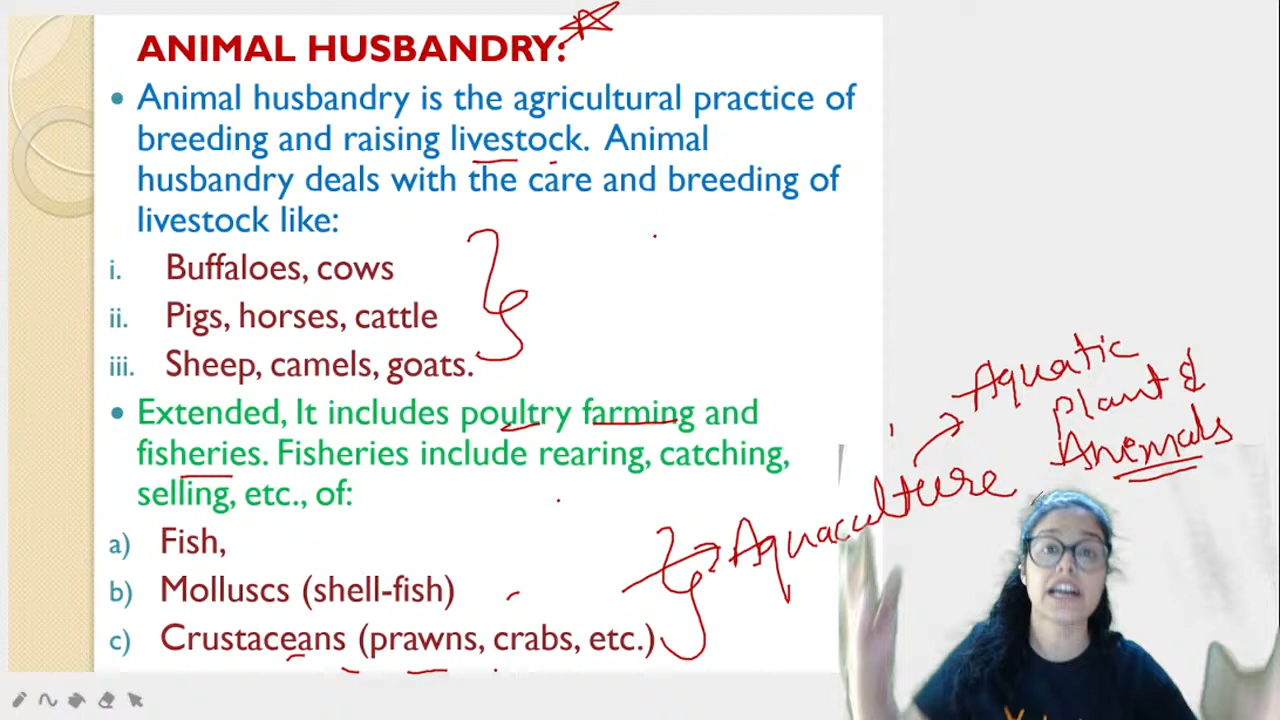 ANIMAL HUSBANDRY:
• Animal husbandry is the agricultural practice of
breeding and raising livestock. Animal
husbandry deals with the care and breeding of
livestock like:
i. Buffaloes, cows
ii. Pigs, horses, cattle
iii. Sheep, camels, goats.
• Extended, It includes poultry farming and
fisheries. Fisheries include rearing, catching,
selling, etc., of:
a) Fish,
b) Molluscs (shell-fish)
c) Crustaceans (prawns, crabs, etc.)
Aquaculture
Aquatic
plant &
Animals